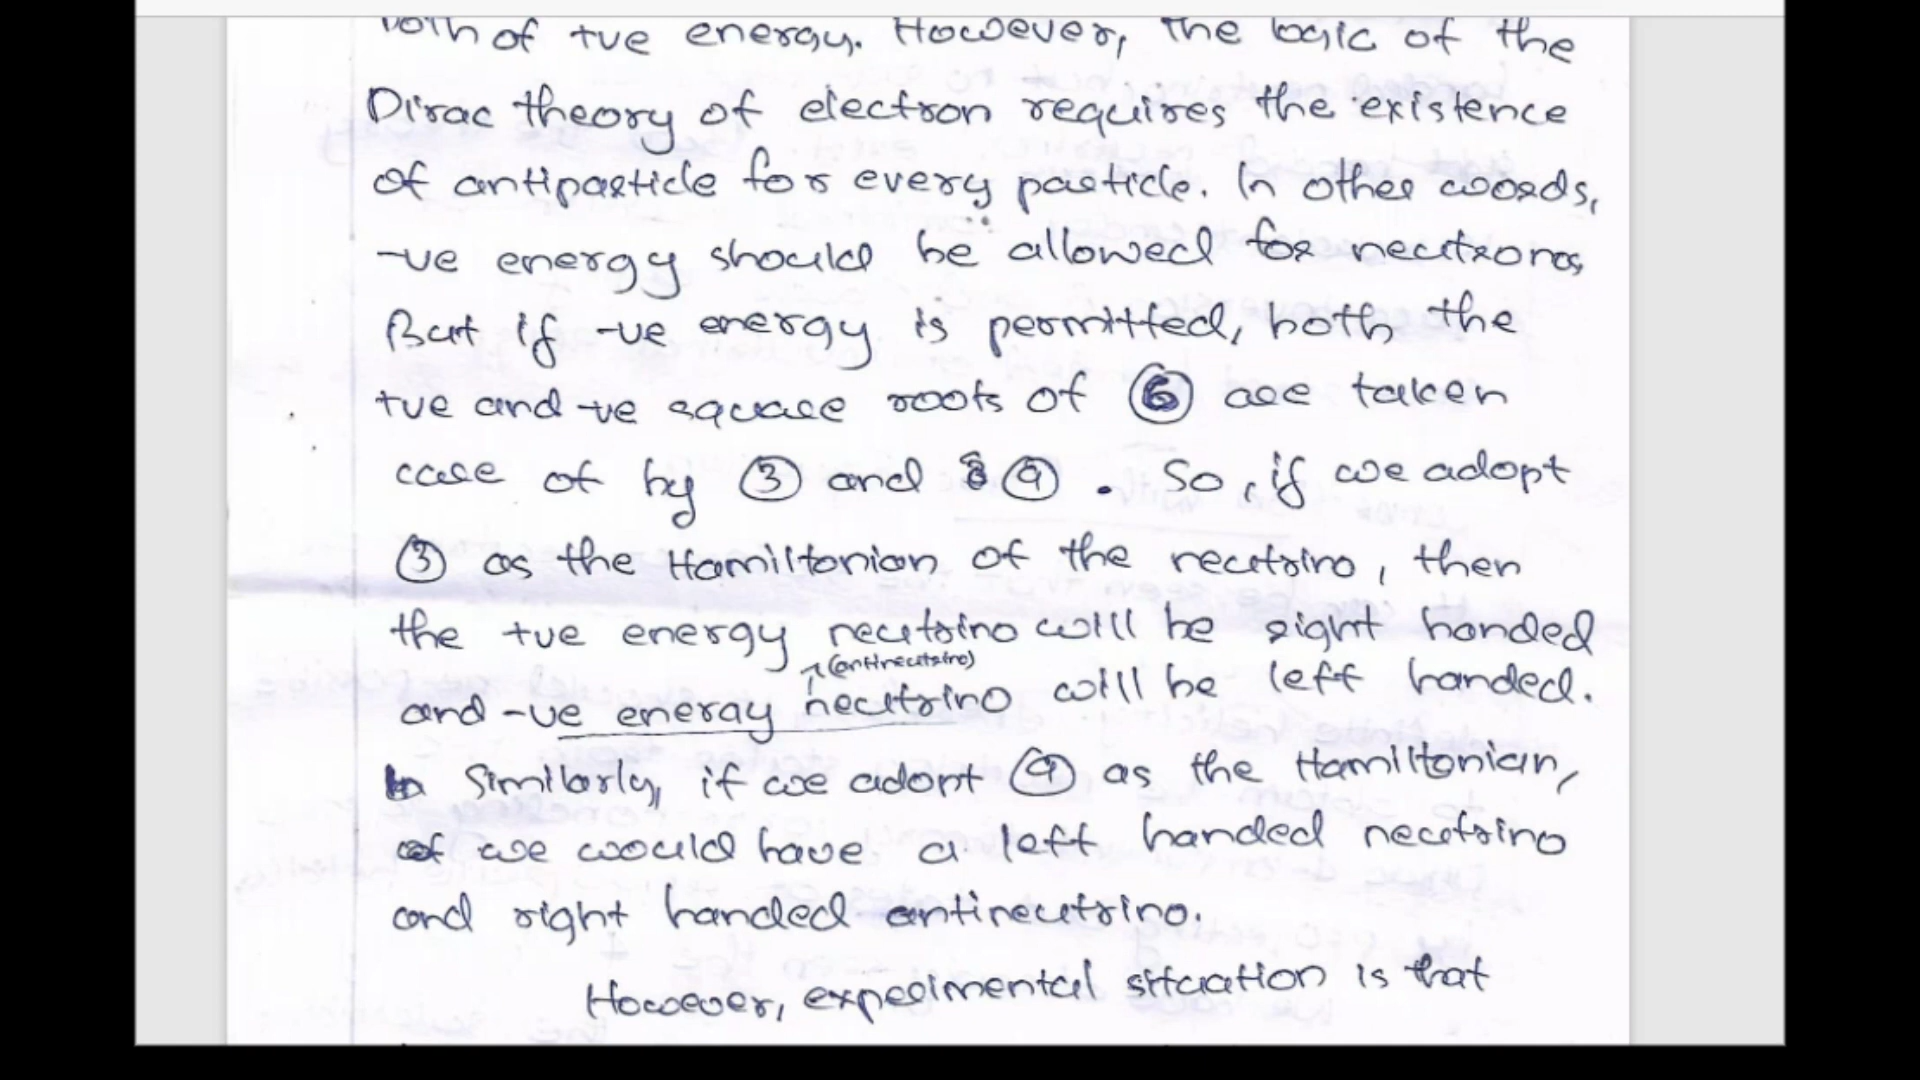 both of +ve energy. However, the logic of the
Dirac theory of electron requires the existence
of antiparticle for every particle. In other words,
-ve energy should be allowed for neutrons
But if -ve energy is permitted, both the
+ve and -ve square roots of ⑥ are taken
care of by ③ and ⑨ . So, if we adopt
③ as the Hamiltonian of the neutrino, then
the +ve energy neutrino will be right handed
(antineutrino)
and -ve energy neutrino will be left handed.
Similarly, if we adopt ⑨ as the Hamiltonian,
we would have a left handed neutrino
and right handed antineutrino.
However, experimental situation is that